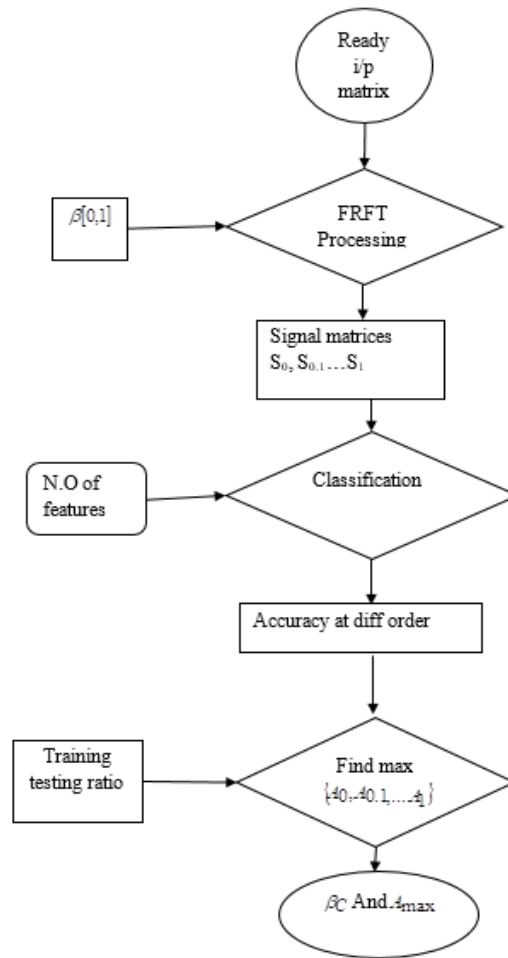 Ready
i/p
matrix
β[0,1]
FRFT
Processing
Signal matrices
S₀, S₀.₁…S₁
N.O of
features
Classification
Accuracy at diff order
Training
testing ratio
Find max
{A₀,A₀.₁,...A₁}
βC And Amax